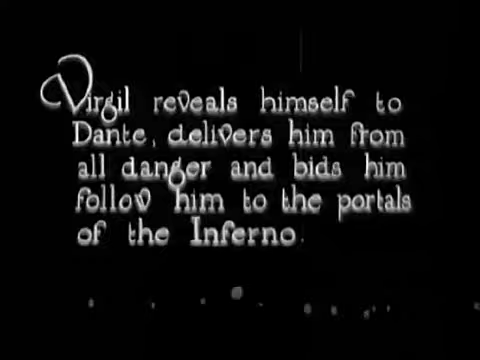 Virgil reveals himself to
Dante, delivers him from
all danger and bids him
follow him to the portals
of the Inferno.